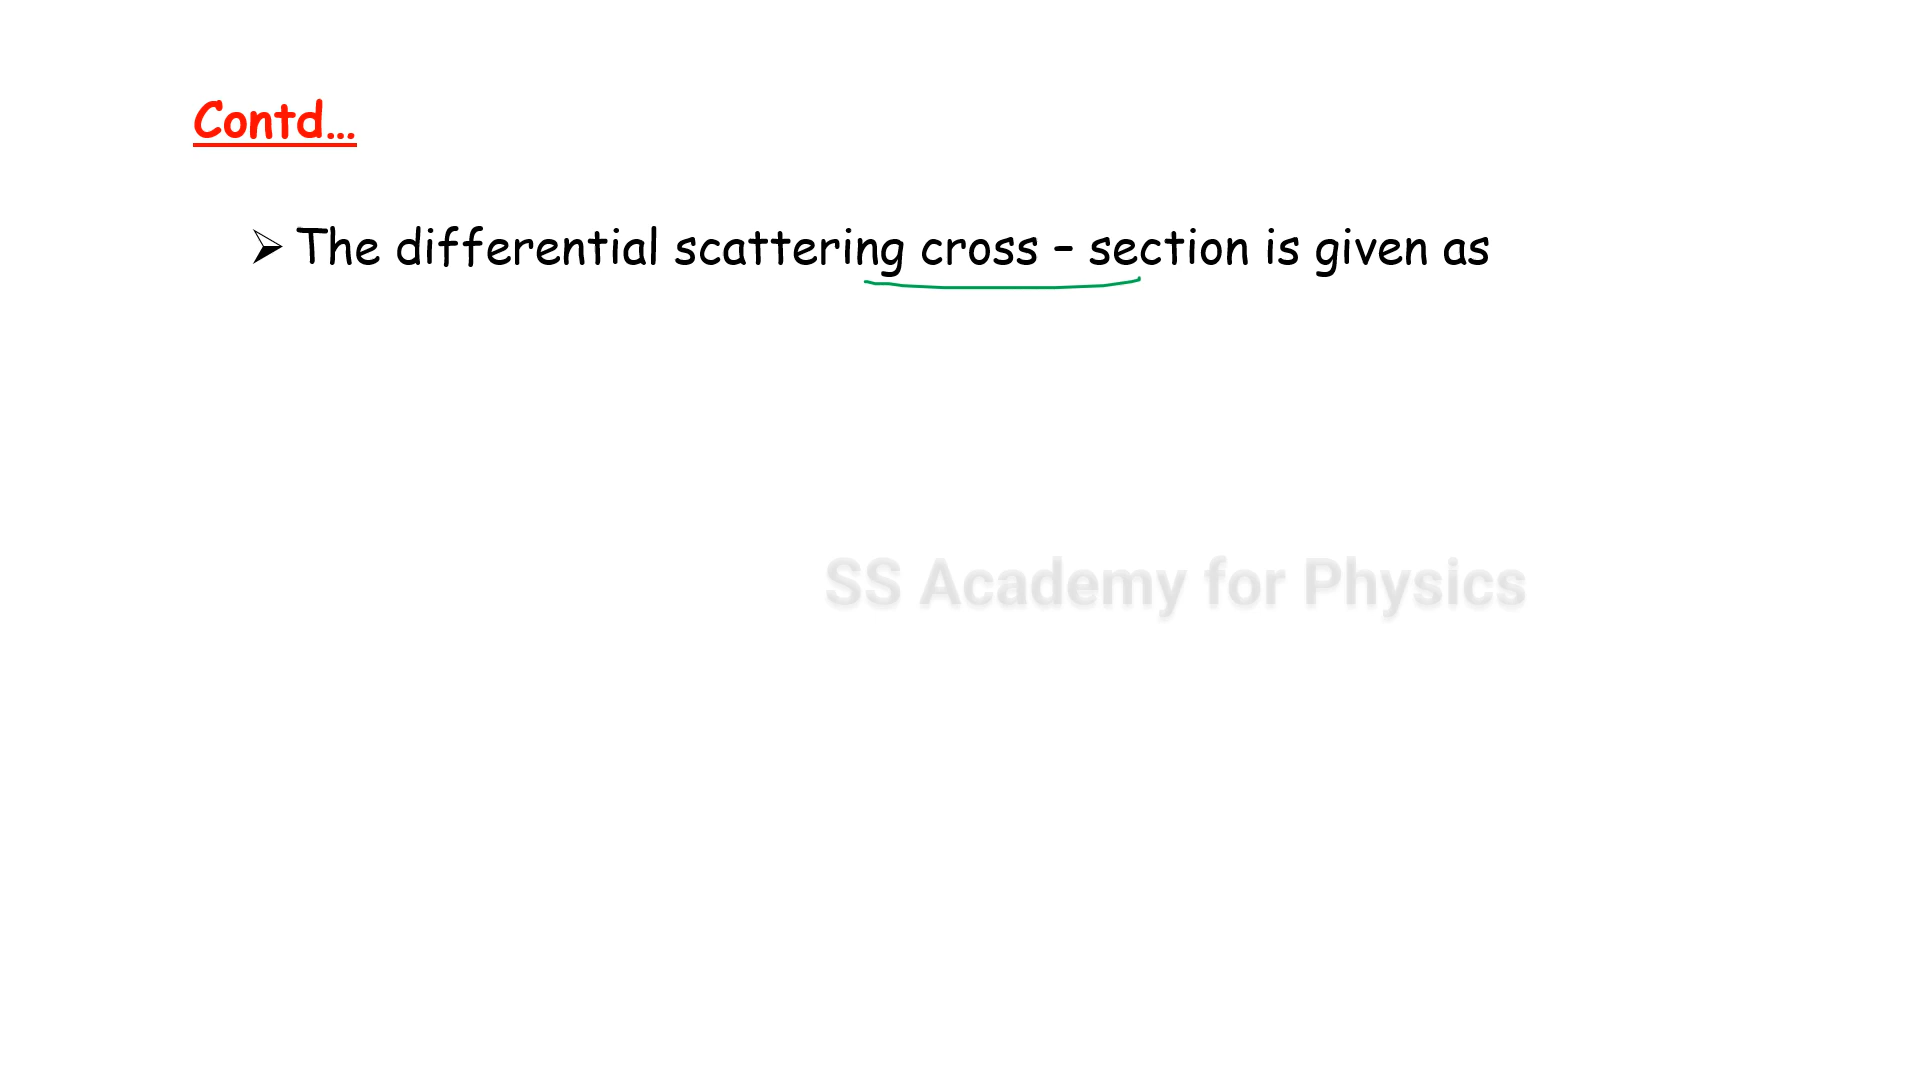 Contd...
➢ The differential scattering cross – section is given as
SS Academy for Physics